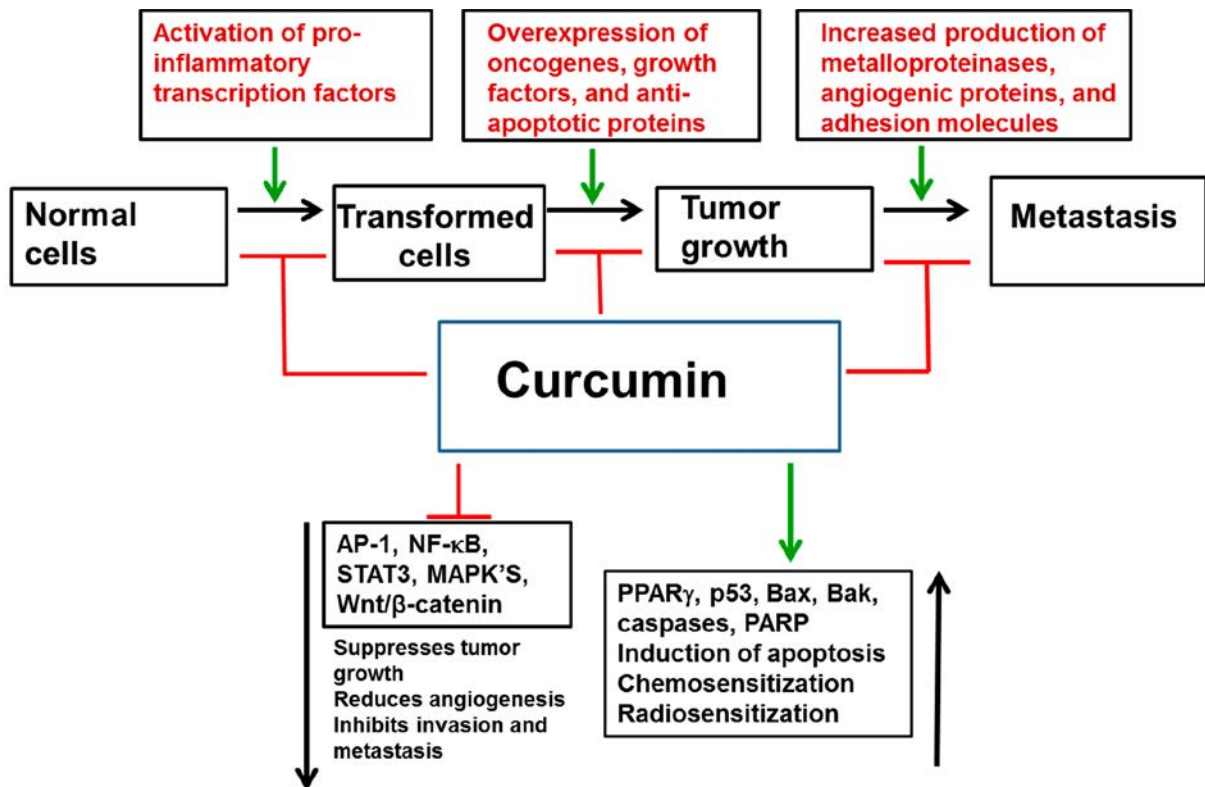 Activation of pro-
inflammatory
transcription factors
Overexpression of
oncogenes, growth
factors, and anti-
apoptotic proteins
Increased production of
metalloproteinases,
angiogenic proteins, and
adhesion molecules
Normal
cells
Transformed
cells
Tumor
growth
Metastasis
Curcumin
AP-1, NF-κB,
STAT3, MAPK'S,
Wnt/β-catenin
Suppresses tumor
growth
Reduces angiogenesis
Inhibits invasion and
metastasis
PPARγ, p53, Bax, Bak,
caspases, PARP
Induction of apoptosis
Chemosensitization
Radiosensitization